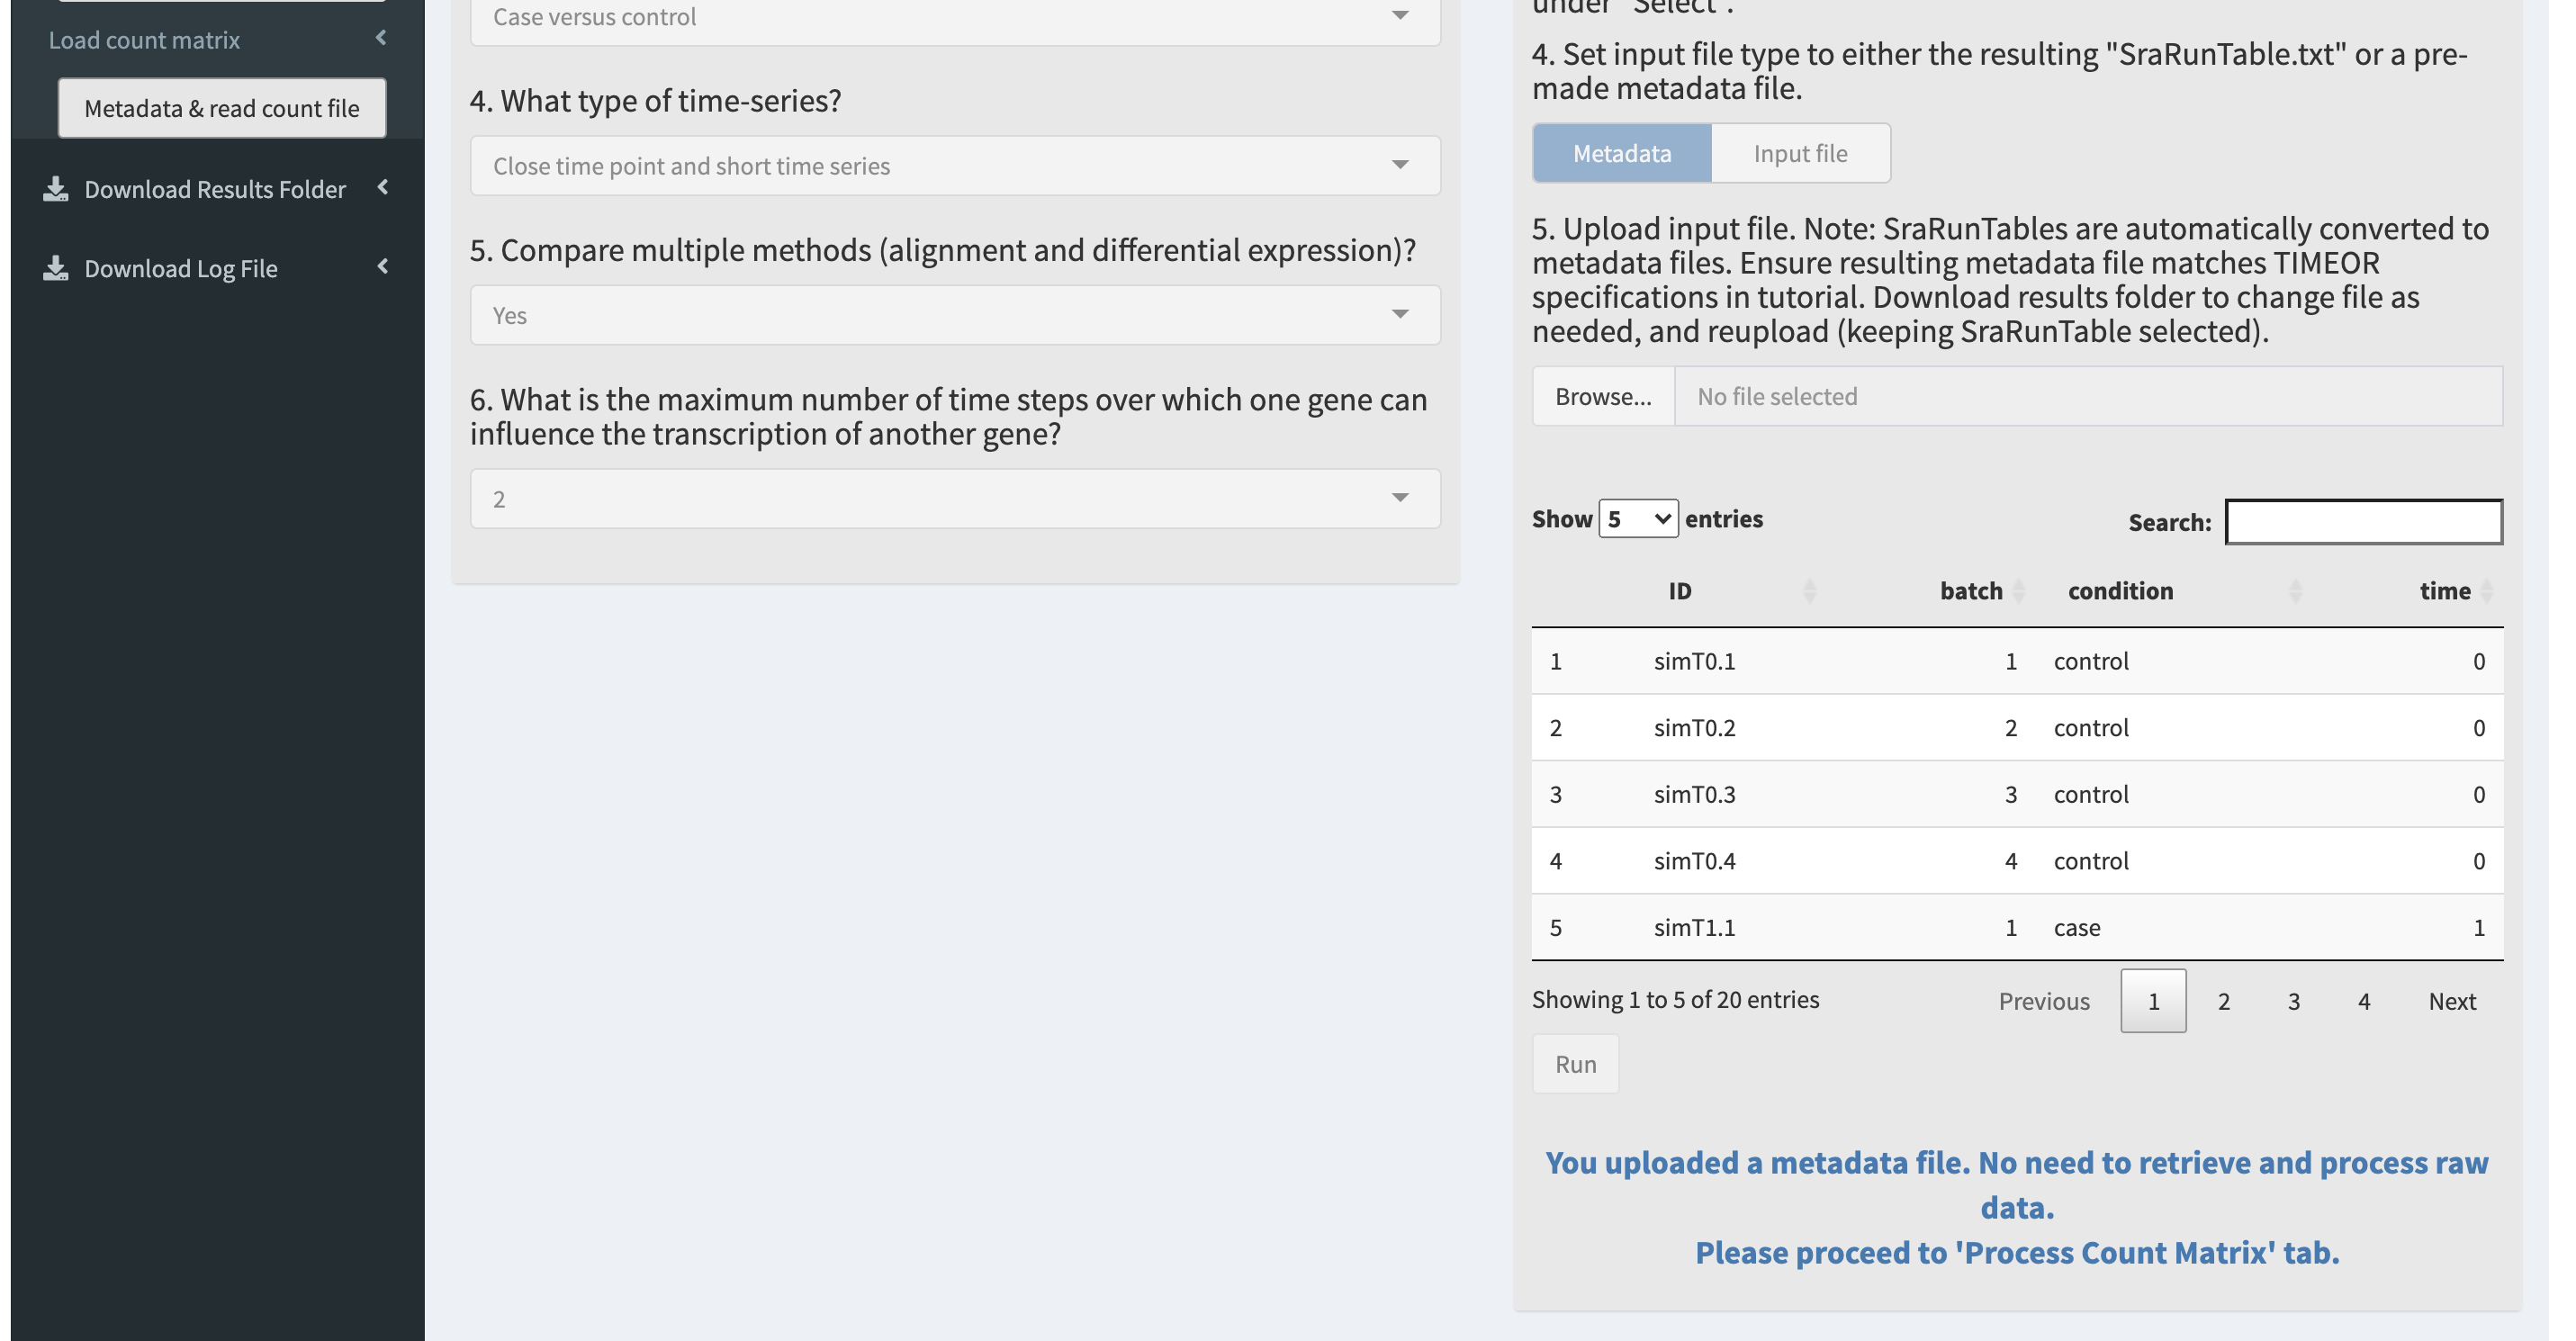 Load count matrix
Metadata & read count file
Download Results Folder
Download Log File
Case versus control
4. What type of time-series?
Close time point and short time series
5. Compare multiple methods (alignment and differential expression)?
Yes
6. What is the maximum number of time steps over which one gene can
influence the transcription of another gene?
2
under "Select".
4. Set input file type to either the resulting "SraRunTable.txt" or a pre-
made metadata file.
Metadata Input file
5. Upload input file. Note: SraRunTables are automatically converted to
metadata files. Ensure resulting metadata file matches TIMEOR
specifications in tutorial. Download results folder to change file as
needed, and reupload (keeping SraRunTable selected).
Browse... No file selected
Show 5 entries Search:
ID batch condition time
1 simT0.1 1 control 0
2 simT0.2 2 control 0
3 simT0.3 3 control 0
4 simT0.4 4 control 0
5 simT1.1 1 case 1
Showing 1 to 5 of 20 entries Previous 1 2 3 4 Next
Run
You uploaded a metadata file. No need to retrieve and process raw
data.
Please proceed to 'Process Count Matrix' tab.